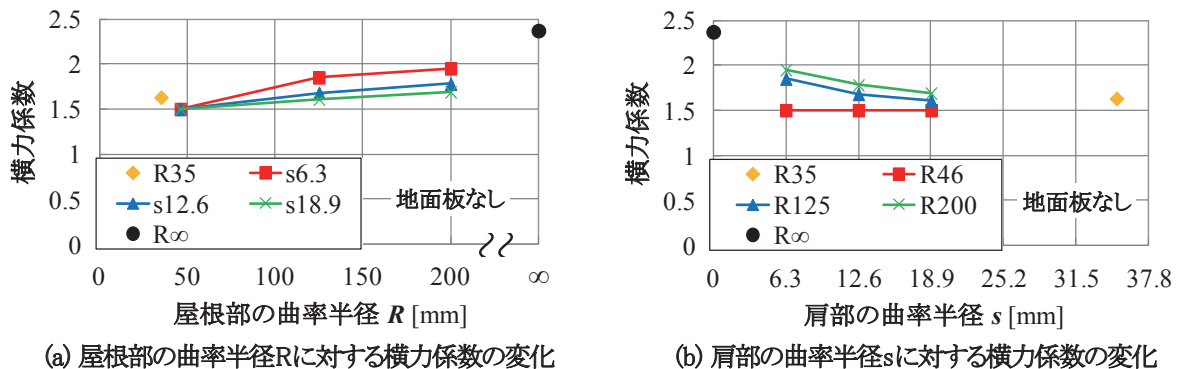 2.5
2
1.5
1
0.5
0
横力係数
R35
s6.3
s12.6
s18.9
R∞
地面板なし
0
50
100
150
200
∞
屋根部の曲率半径 R [mm]
(a) 屋根部の曲率半径Rに対する横力係数の変化
2.5
2
1.5
1
0.5
0
横力係数
R35
R46
R125
R200
R∞
地面板なし
0
6.3
12.6
18.9
25.2
31.5
37.8
肩部の曲率半径 s [mm]
(b) 肩部の曲率半径sに対する横力係数の変化